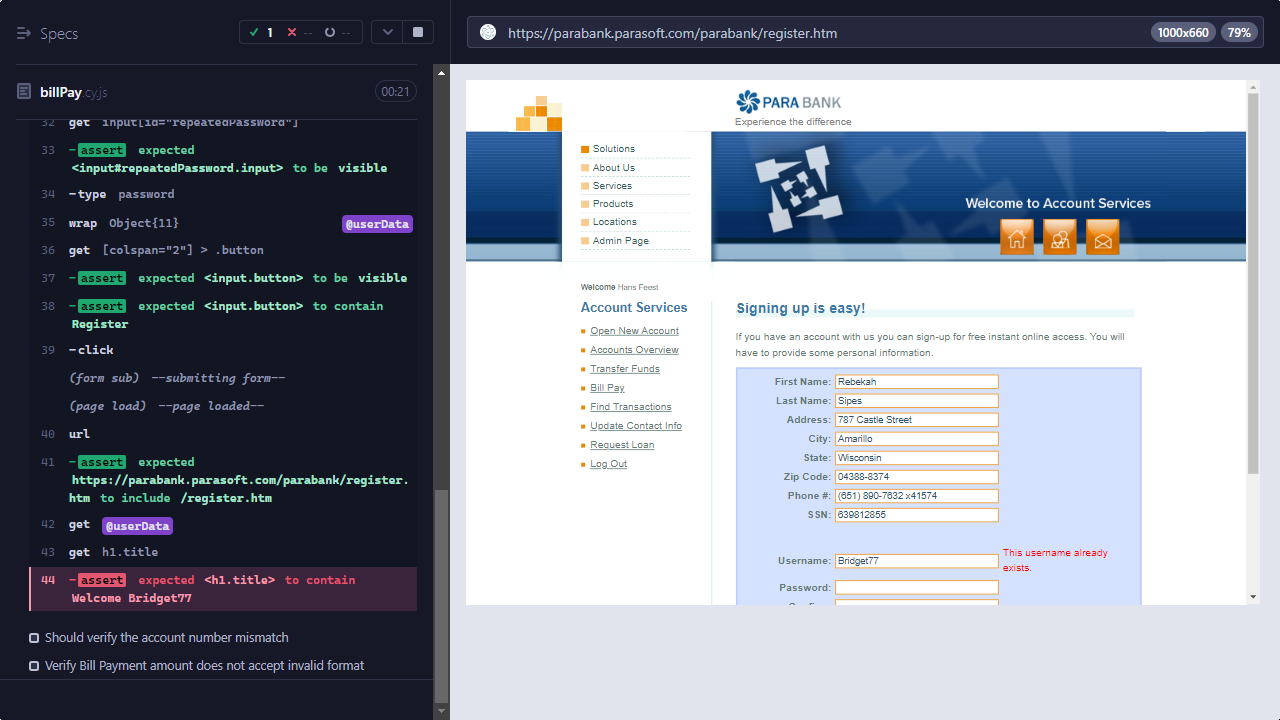 Specs
1
--
--
billPay.cy.js
00:21
32 get input[id="repeatedPassword"]
33 -assert expected
<input#repeatedPassword.input> to be visible
34 -type password
35 wrap Object{11} @userData
36 get [colspan="2"] > .button
37 -assert expected <input.button> to be visible
38 -assert expected <input.button> to contain
Register
39 -click
(form sub) --submitting form--
(page load) --page loaded--
40 url
41 -assert expected
https://parabank.parasoft.com/parabank/register.
htm to include /register.htm
42 get @userData
43 get h1.title
44 -assert expected <h1.title> to contain
Welcome Bridget77
Should verify the account number mismatch
Verify Bill Payment amount does not accept invalid format
https://parabank.parasoft.com/parabank/register.htm
1000x660
79%
PARA BANK
Experience the difference
Solutions
About Us
Services
Products
Locations
Admin Page
Welcome to Account Services
Welcome Hans Feest
Account Services
Open New Account
Accounts Overview
Transfer Funds
Bill Pay
Find Transactions
Update Contact Info
Request Loan
Log Out
Signing up is easy!
If you have an account with us you can sign-up for free instant online access. You will
have to provide some personal information.
First Name: Rebekah
Last Name: Sipes
Address: 787 Castle Street
City: Amarillo
State: Wisconsin
Zip Code: 04388-8374
Phone #: (651) 890-7632 x41574
SSN: 639812855
Username: Bridget77 This username already
exists.
Password: